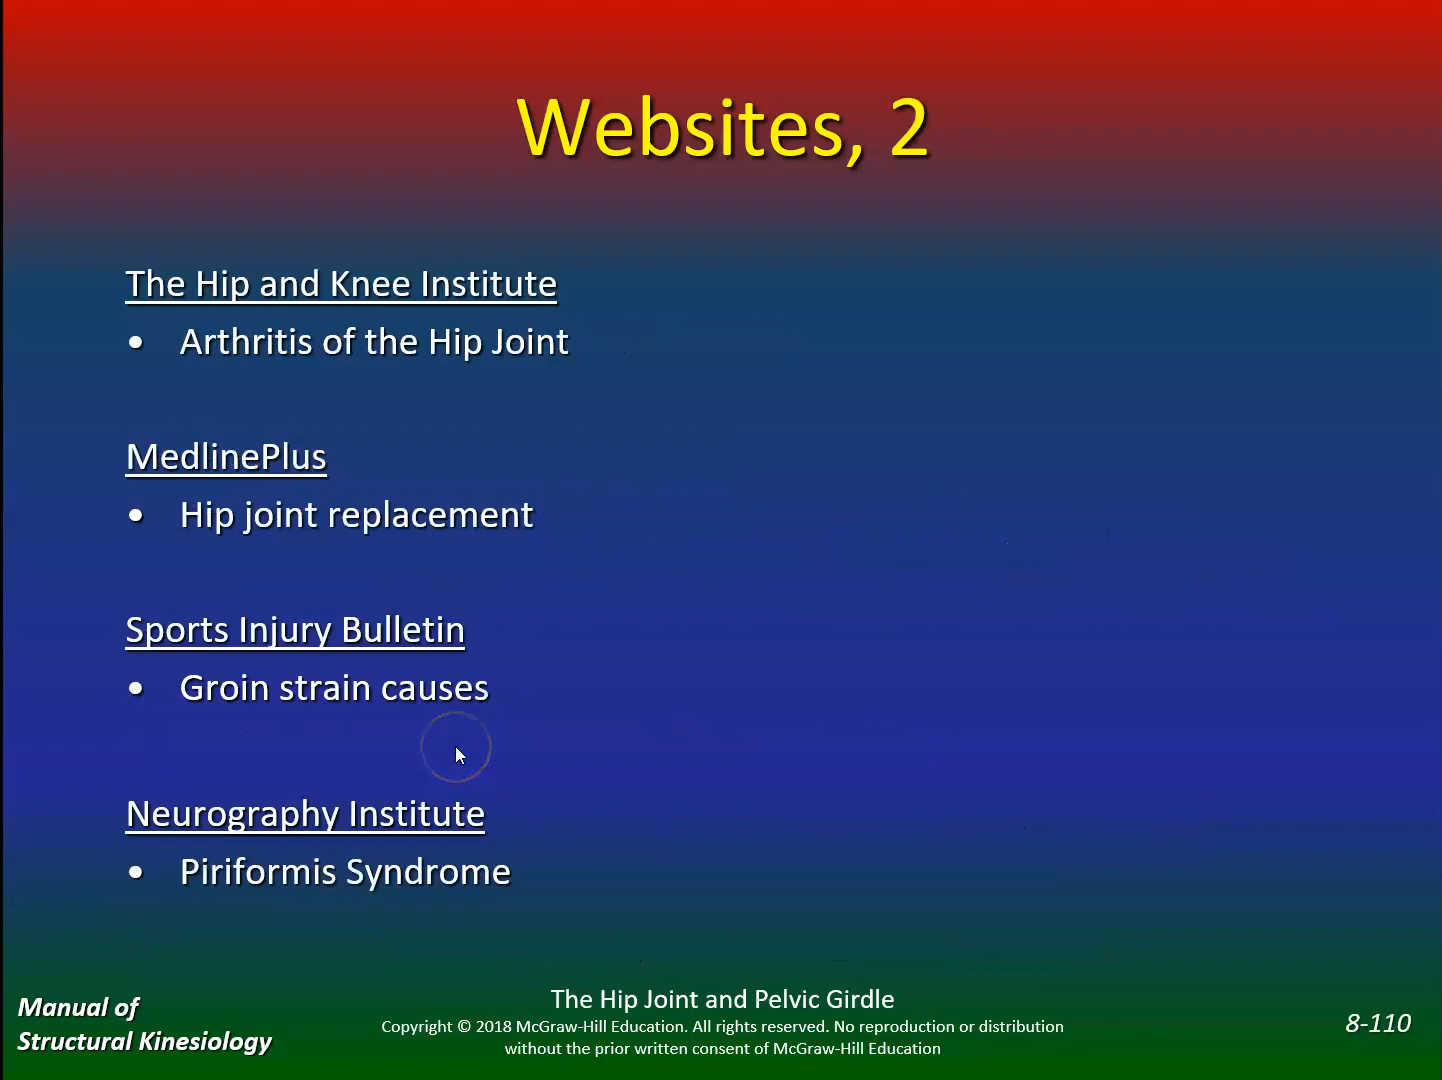 Websites, 2
The Hip and Knee Institute
• Arthritis of the Hip Joint
MedlinePlus
• Hip joint replacement
Sports Injury Bulletin
• Groin strain causes
Neurography Institute
• Piriformis Syndrome
Manual of
Structural Kinesiology
The Hip Joint and Pelvic Girdle
Copyright © 2018 McGraw-Hill Education. All rights reserved. No reproduction or distribution
without the prior written consent of McGraw-Hill Education
8-110